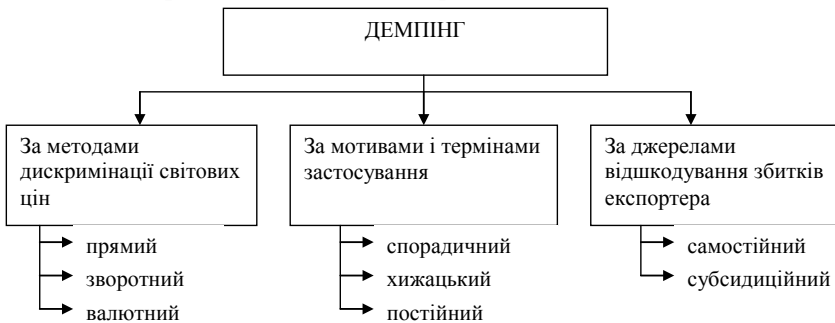 ДЕМПІНГ
За методами
дискримінації світових
цін
прямий
зворотний
валютний
За мотивами і термінами
застосування
спорадичний
хижацький
постійний
За джерелами
відшкодування збитків
експортера
самостійний
субсидиційний